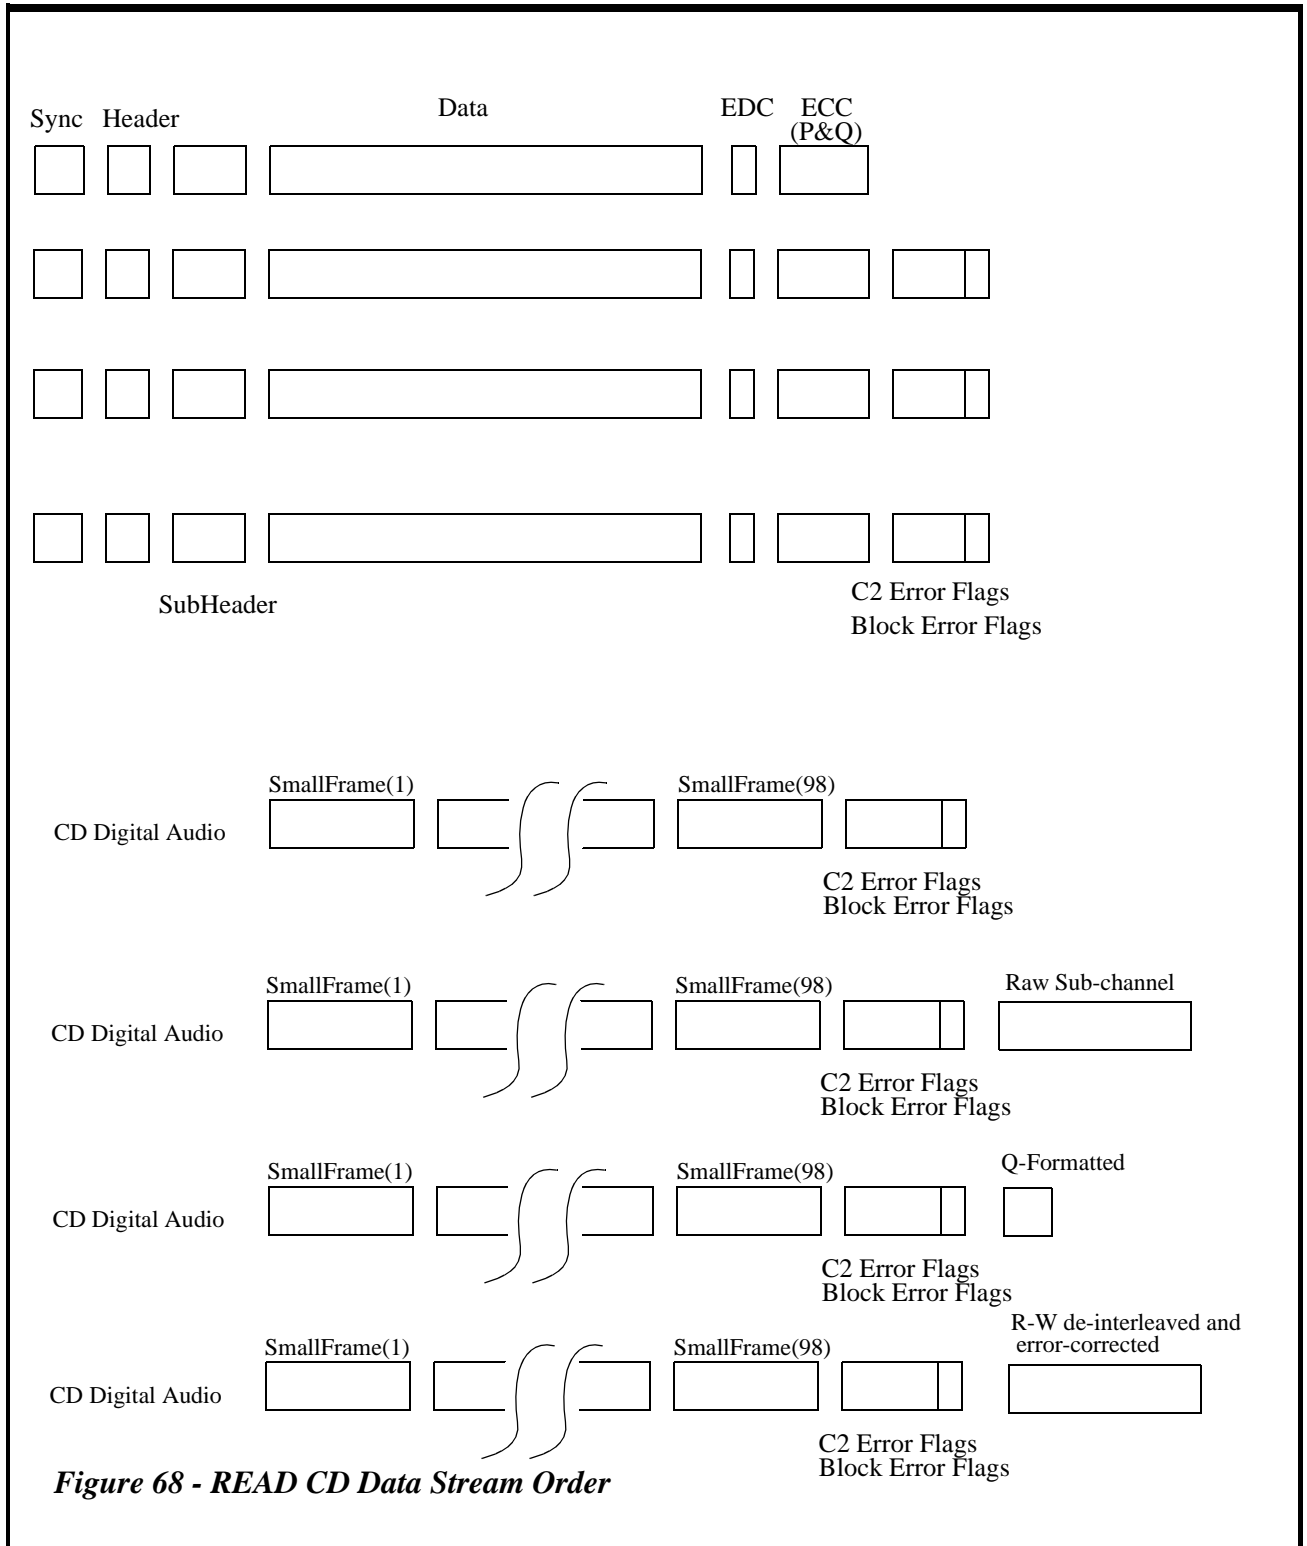 Sync Header Data EDC ECC
(P&Q)
SubHeader
C2 Error Flags
Block Error Flags
SmallFrame(1) SmallFrame(98)
CD Digital Audio
C2 Error Flags
Block Error Flags
SmallFrame(1) SmallFrame(98) Raw Sub-channel
CD Digital Audio
C2 Error Flags
Block Error Flags
SmallFrame(1) SmallFrame(98) Q-Formatted
CD Digital Audio
C2 Error Flags
Block Error Flags
R-W de-interleaved and
error-corrected
SmallFrame(1) SmallFrame(98)
CD Digital Audio
C2 Error Flags
Block Error Flags
Figure 68 - READ CD Data Stream Order